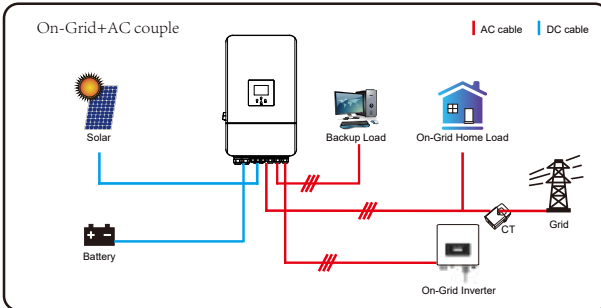 On-Grid+AC couple
AC cable
DC cable
Solar
Backup Load
On-Grid Home Load
CT
Grid
Battery
On-Grid Inverter